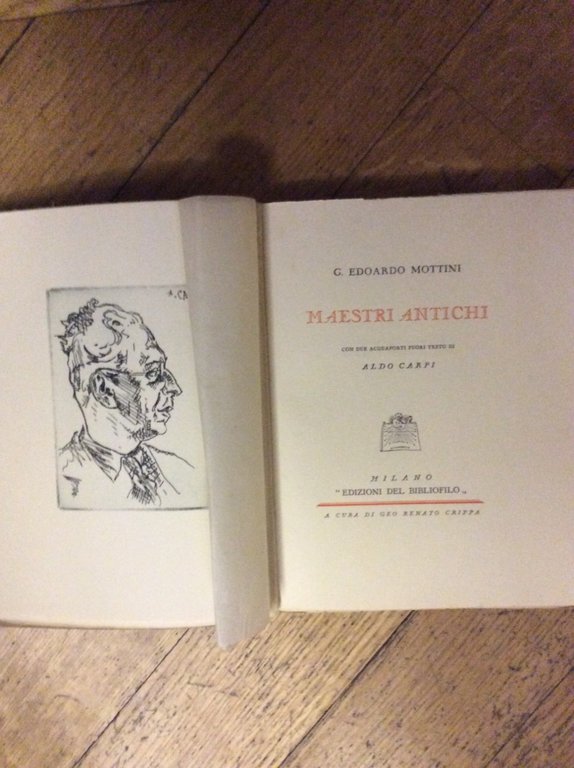 G. EDOARDO MOTTINI
MAESTRI ANTICHI
CON DUE ACQUAFORTI FUORI TESTO DI
ALDO CARPI
MILANO
"EDIZIONI DEL BIBLIOFILO„
A CURA DI GEO RENATO CRIPPA